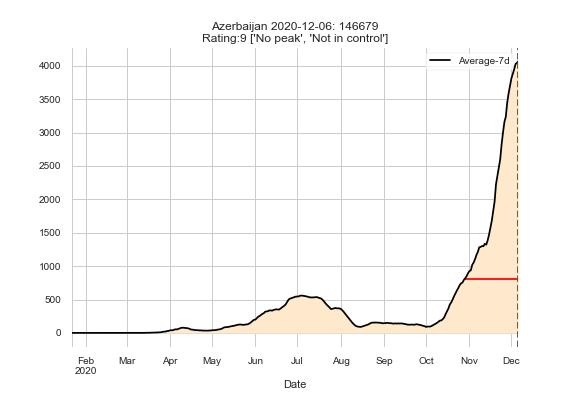 Azerbaijan 2020-12-06: 146679
Rating:9 ['No peak', 'Not in control']
Average-7d
4000
3500
3000
2500
2000
1500
1000
500
0
Feb Mar Apr May Jun Jul Aug Sep Oct Nov Dec
2020
Date